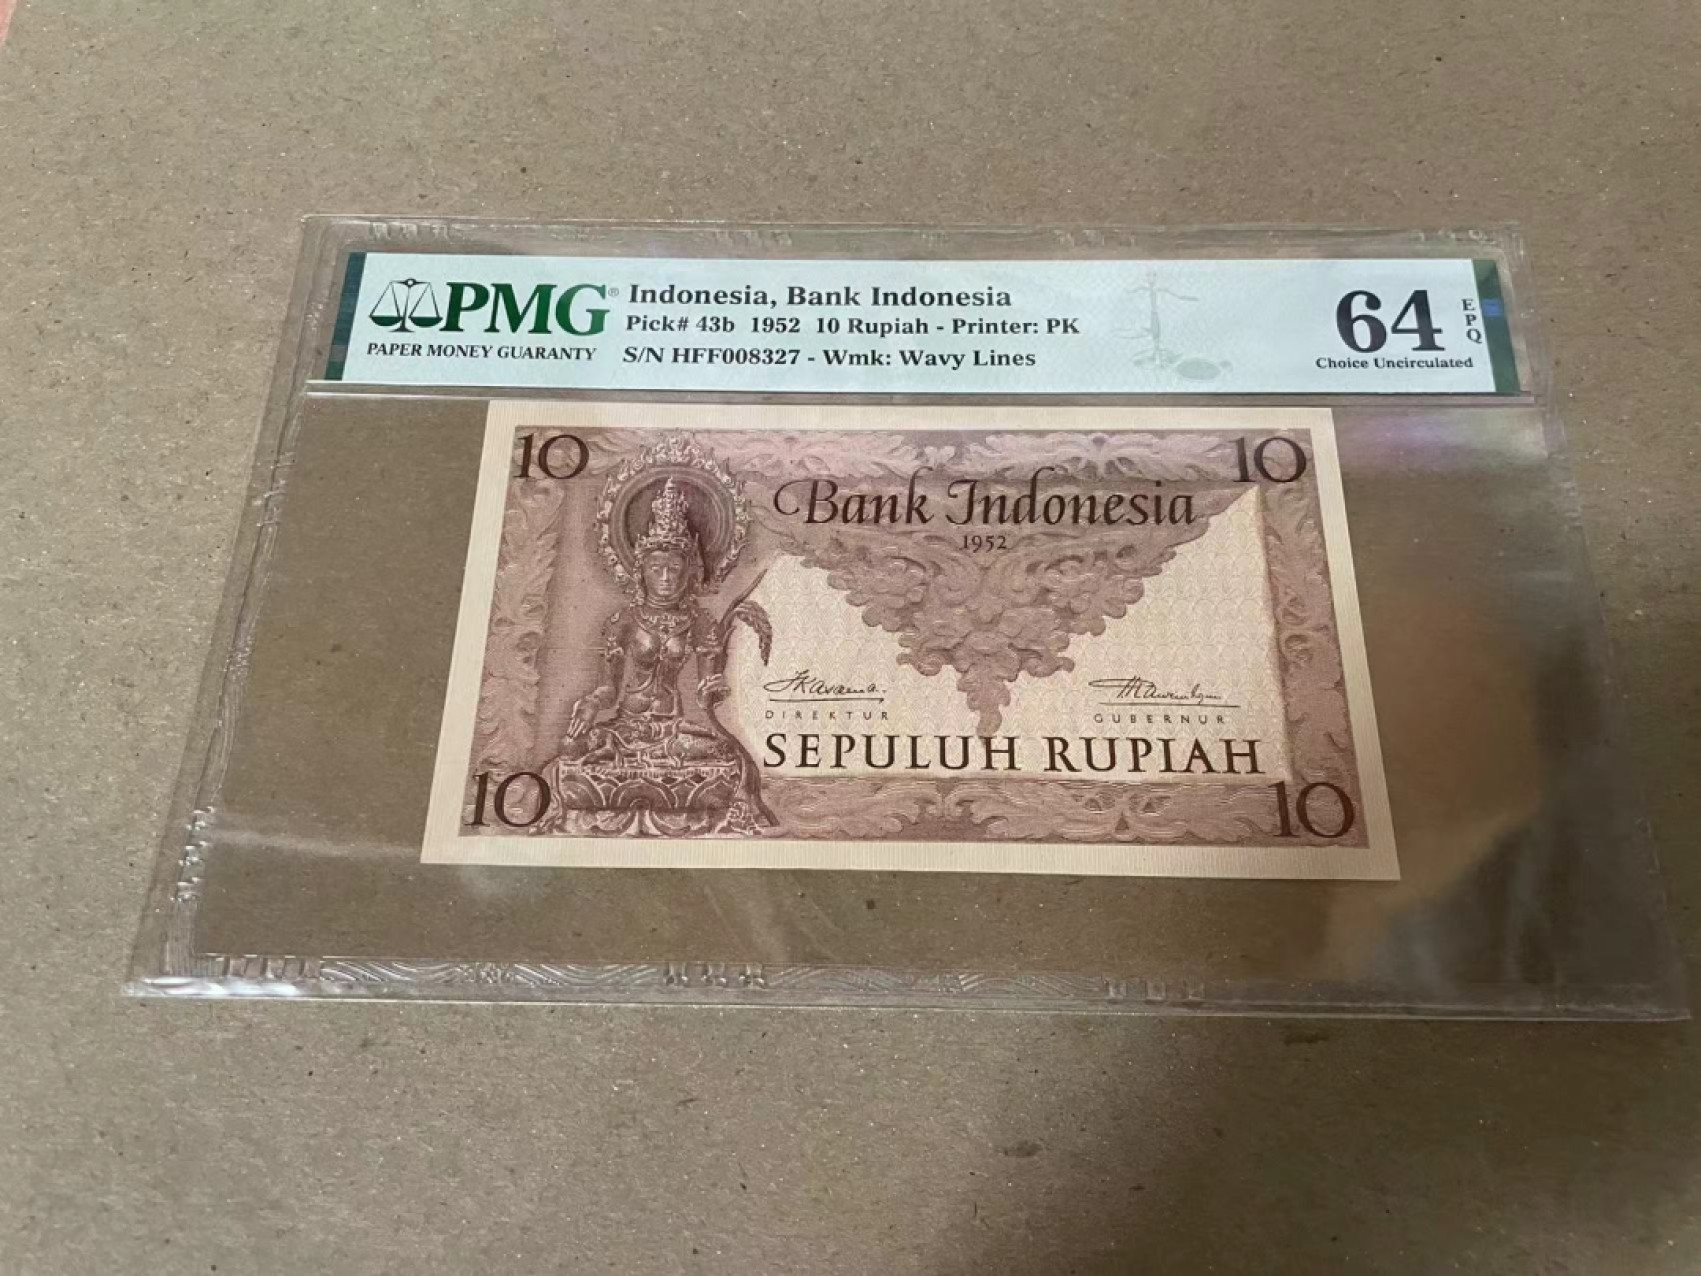 PMG®
PAPER MONEY GUARANTY
Indonesia, Bank Indonesia
Pick# 43b 1952 10 Rupiah - Printer: PK
S/N HFF008327 - Wmk: Wavy Lines
64
EPQ
Choice Uncirculated
10
10
Bank Indonesia
1952
DIREKTUR
GUBERNUR
SEPULUH RUPIAH
10
10